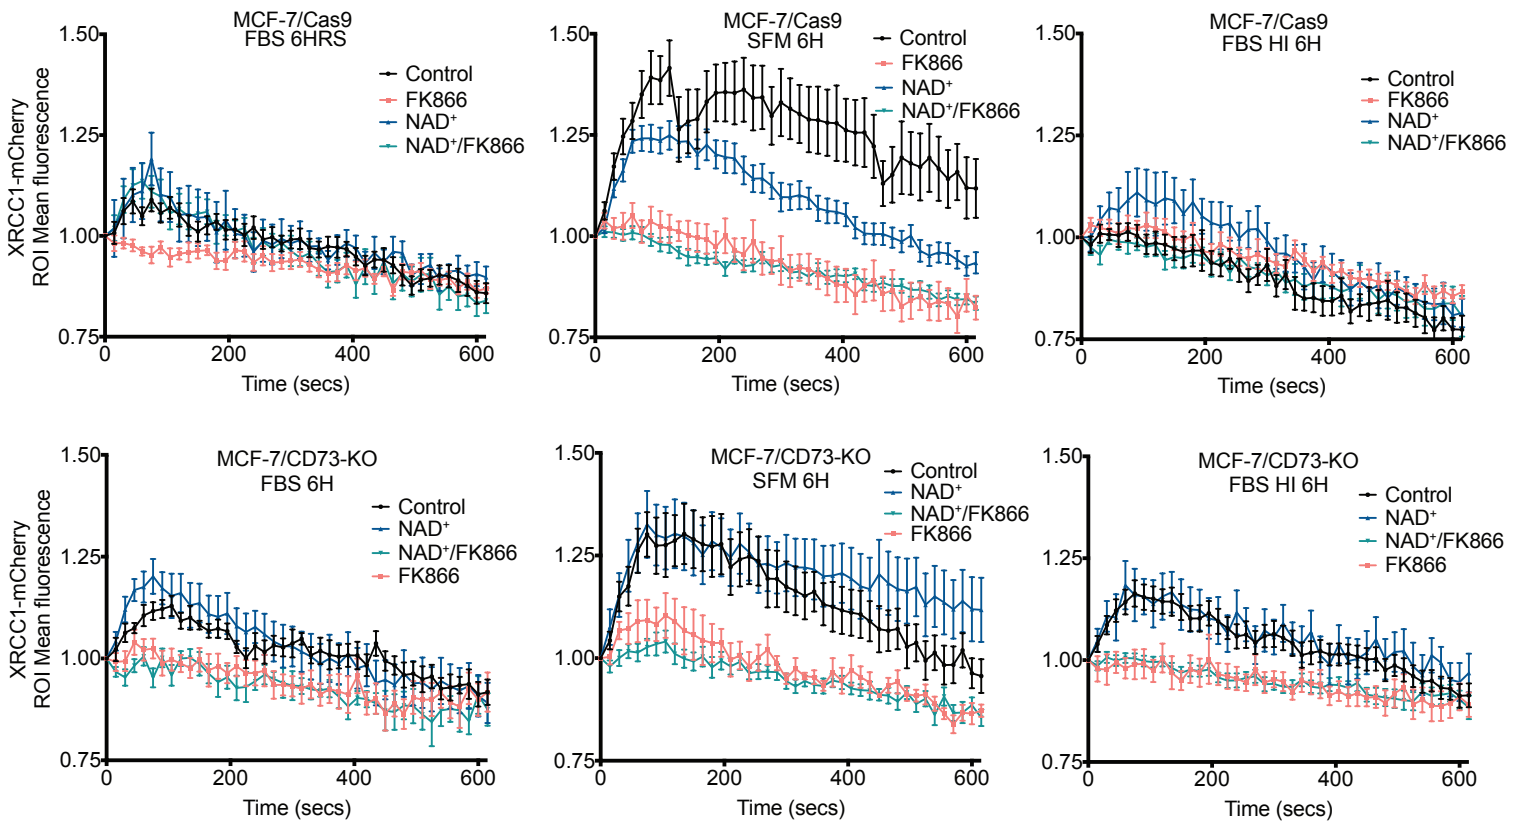 MCF-7/Cas9
FBS 6HRS
XRCC1-mCherry
ROI Mean fluorescence
1.50
1.25
1.00
0.75
0
200
400
600
Time (secs)
Control
FK866
NAD⁺
NAD⁺/FK866
MCF-7/Cas9
SFM 6H
1.50
1.25
1.00
0.75
0
200
400
600
Time (secs)
Control
FK866
NAD⁺
NAD⁺/FK866
MCF-7/Cas9
FBS HI 6H
1.50
1.25
1.00
0.75
0
200
400
600
Time (secs)
Control
FK866
NAD⁺
NAD⁺/FK866
MCF-7/CD73-KO
FBS 6H
XRCC1-mCherry
ROI Mean fluorescence
1.50
1.25
1.00
0.75
0
200
400
600
Time (secs)
Control
NAD⁺
NAD⁺/FK866
FK866
MCF-7/CD73-KO
SFM 6H
1.50
1.25
1.00
0.75
0
200
400
600
Time (secs)
Control
NAD⁺
NAD⁺/FK866
FK866
MCF-7/CD73-KO
FBS HI 6H
1.50
1.25
1.00
0.75
0
200
400
600
Time (secs)
Control
NAD⁺
NAD⁺/FK866
FK866